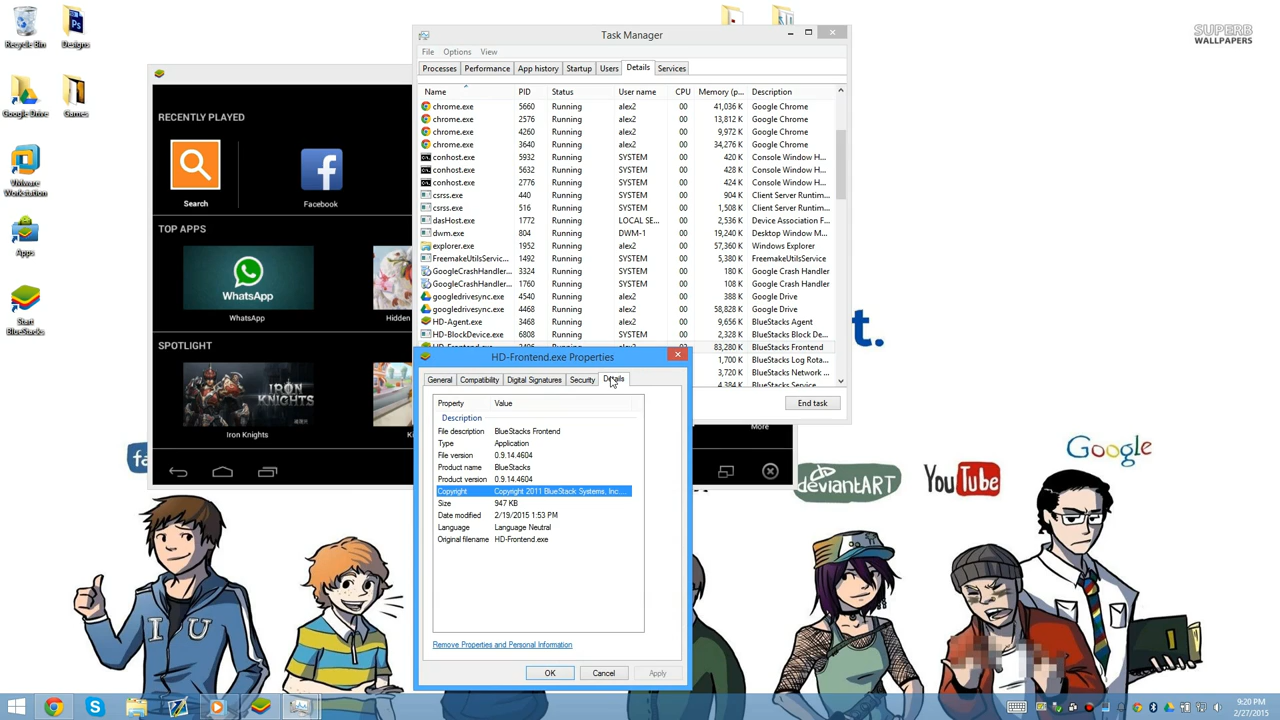 Recycle Bin
Designs
Google Drive
Games
VMware Workstation
Apps
Start BlueStacks
SUPERB
WALLPAPERS
RECENTLY PLAYED
Search
Facebook
TOP APPS
WhatsApp
WhatsApp
Hidden
SPOTLIGHT
IRON KNIGHTS
Iron Knights
More
Task Manager
File Options View
Processes Performance App history Startup Users Details Services
Name PID Status User name CPU Memory (p... Description
chrome.exe 5660 Running alex2 00 41,036 K Google Chrome
chrome.exe 2576 Running alex2 00 13,812 K Google Chrome
chrome.exe 4260 Running alex2 00 9,972 K Google Chrome
chrome.exe 3640 Running alex2 00 34,276 K Google Chrome
conhost.exe 5932 Running SYSTEM 00 420 K Console Window H...
conhost.exe 5632 Running SYSTEM 00 428 K Console Window H...
conhost.exe 2776 Running SYSTEM 00 424 K Console Window H...
csrss.exe 440 Running SYSTEM 00 904 K Client Server Runtim...
csrss.exe 516 Running SYSTEM 00 1,508 K Client Server Runtim...
dasHost.exe 1772 Running LOCAL SE... 00 2,536 K Device Association F...
dwm.exe 804 Running DWM-1 00 19,240 K Desktop Window M...
explorer.exe 1952 Running alex2 00 57,360 K Windows Explorer
FreemakeUtilsServic... 2992 Running SYSTEM 00 5,380 K FreemakeUtilsService
GoogleCrashHandler... 3324 Running SYSTEM 00 180 K Google Crash Handler
GoogleCrashHandler... 1760 Running SYSTEM 00 108 K Google Crash Handler
googledrivesync.exe 4540 Running alex2 00 388 K Google Drive
googledrivesync.exe 4468 Running alex2 00 58,828 K Google Drive
HD-Agent.exe 3468 Running alex2 00 9,656 K BlueStacks Agent
HD-BlockDevice.exe 6808 Running SYSTEM 00 2,328 K BlueStacks Block De...
83,280 K BlueStacks Frontend
1,700 K BlueStacks Log Rota...
3,720 K BlueStacks Network ...
4,384 K BlueStacks Service
End task
HD-Frontend.exe Properties
General Compatibility Digital Signatures Security Details
Property Value
Description
File description BlueStacks Frontend
Type Application
File version 0.9.14.4604
Product name BlueStacks
Product version 0.9.14.4604
Copyright Copyright 2011 BlueStack Systems, Inc....
Size 947 KB
Date modified 2/19/2015 1:53 PM
Language Language Neutral
Original filename HD-Frontend.exe
Remove Properties and Personal Information
OK Cancel Apply
t.
fa
deviantART
YouTube
Google
I U
9:20 PM
2/27/2015